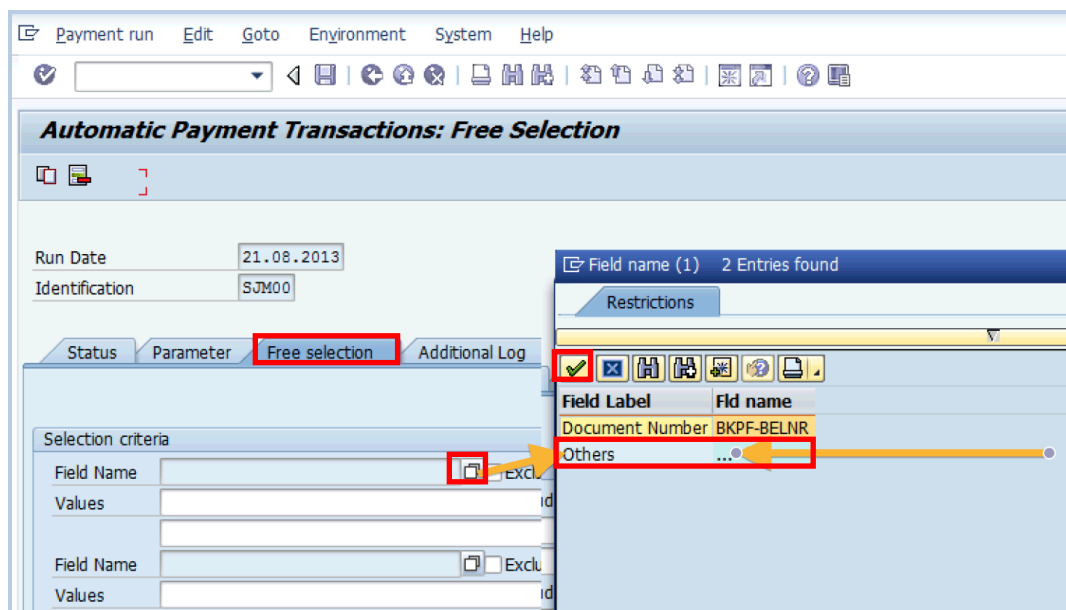 Payment run Edit Goto Environment System Help
Automatic Payment Transactions: Free Selection
Run Date 21.08.2013
Identification SJM00
Status Parameter Free selection Additional Log
Selection criteria
Field Name
Values
Field Name
Values
Field name (1) 2 Entries found
Restrictions
Field Label Fld name
Document Number BKPF-BELNR
Others ...